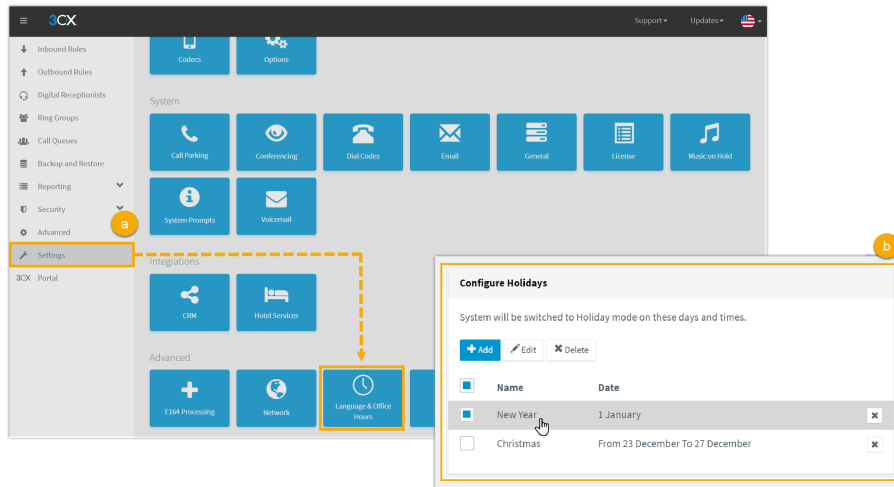 3CX
Support
Updates
Inbound Rules
Outbound Rules
Digital Receptionists
Ring Groups
Call Queues
Backup and Restore
Reporting
Security
Advanced
Settings
3CX Portal
a
Codecs
Options
System
Call Parking
Conferencing
Dial Codes
Email
General
License
Music on Hold
System Prompts
Voicemail
Integrations
CRM
Hotel Services
Advanced
E164 Processing
Network
Language & Office
Hours
b
Configure Holidays
System will be switched to Holiday mode on these days and times.
Add Edit Delete
Name Date
New Year 1 January
Christmas From 23 December To 27 December